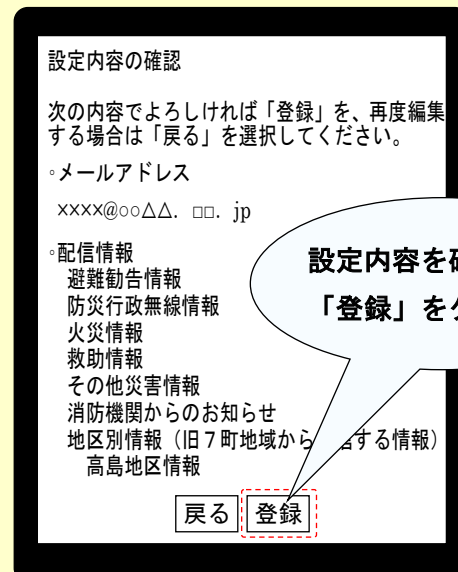 設定内容の確認
次の内容でよろしければ「登録」を、再度編集
する場合は「戻る」を選択してください。
◦メールアドレス
××××@○○△△. □□. jp
◦配信情報
避難勧告情報
防災行政無線情報
火災情報
救助情報
その他災害情報
消防機関からのお知らせ
地区別情報（旧７町地域から
する情報）
高島地区情報
設定内容を
「登録」を
戻る
登録